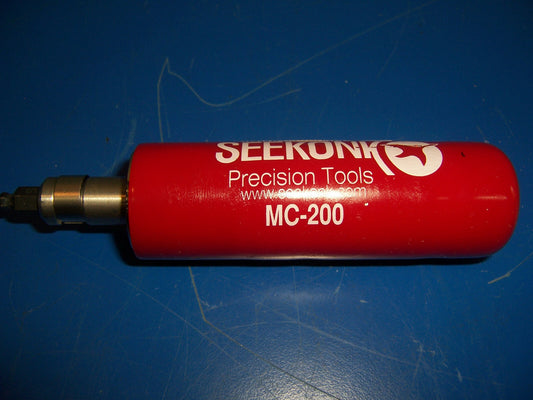 SEEKONK
Precision Tools
www.seekonk.com
MC-200